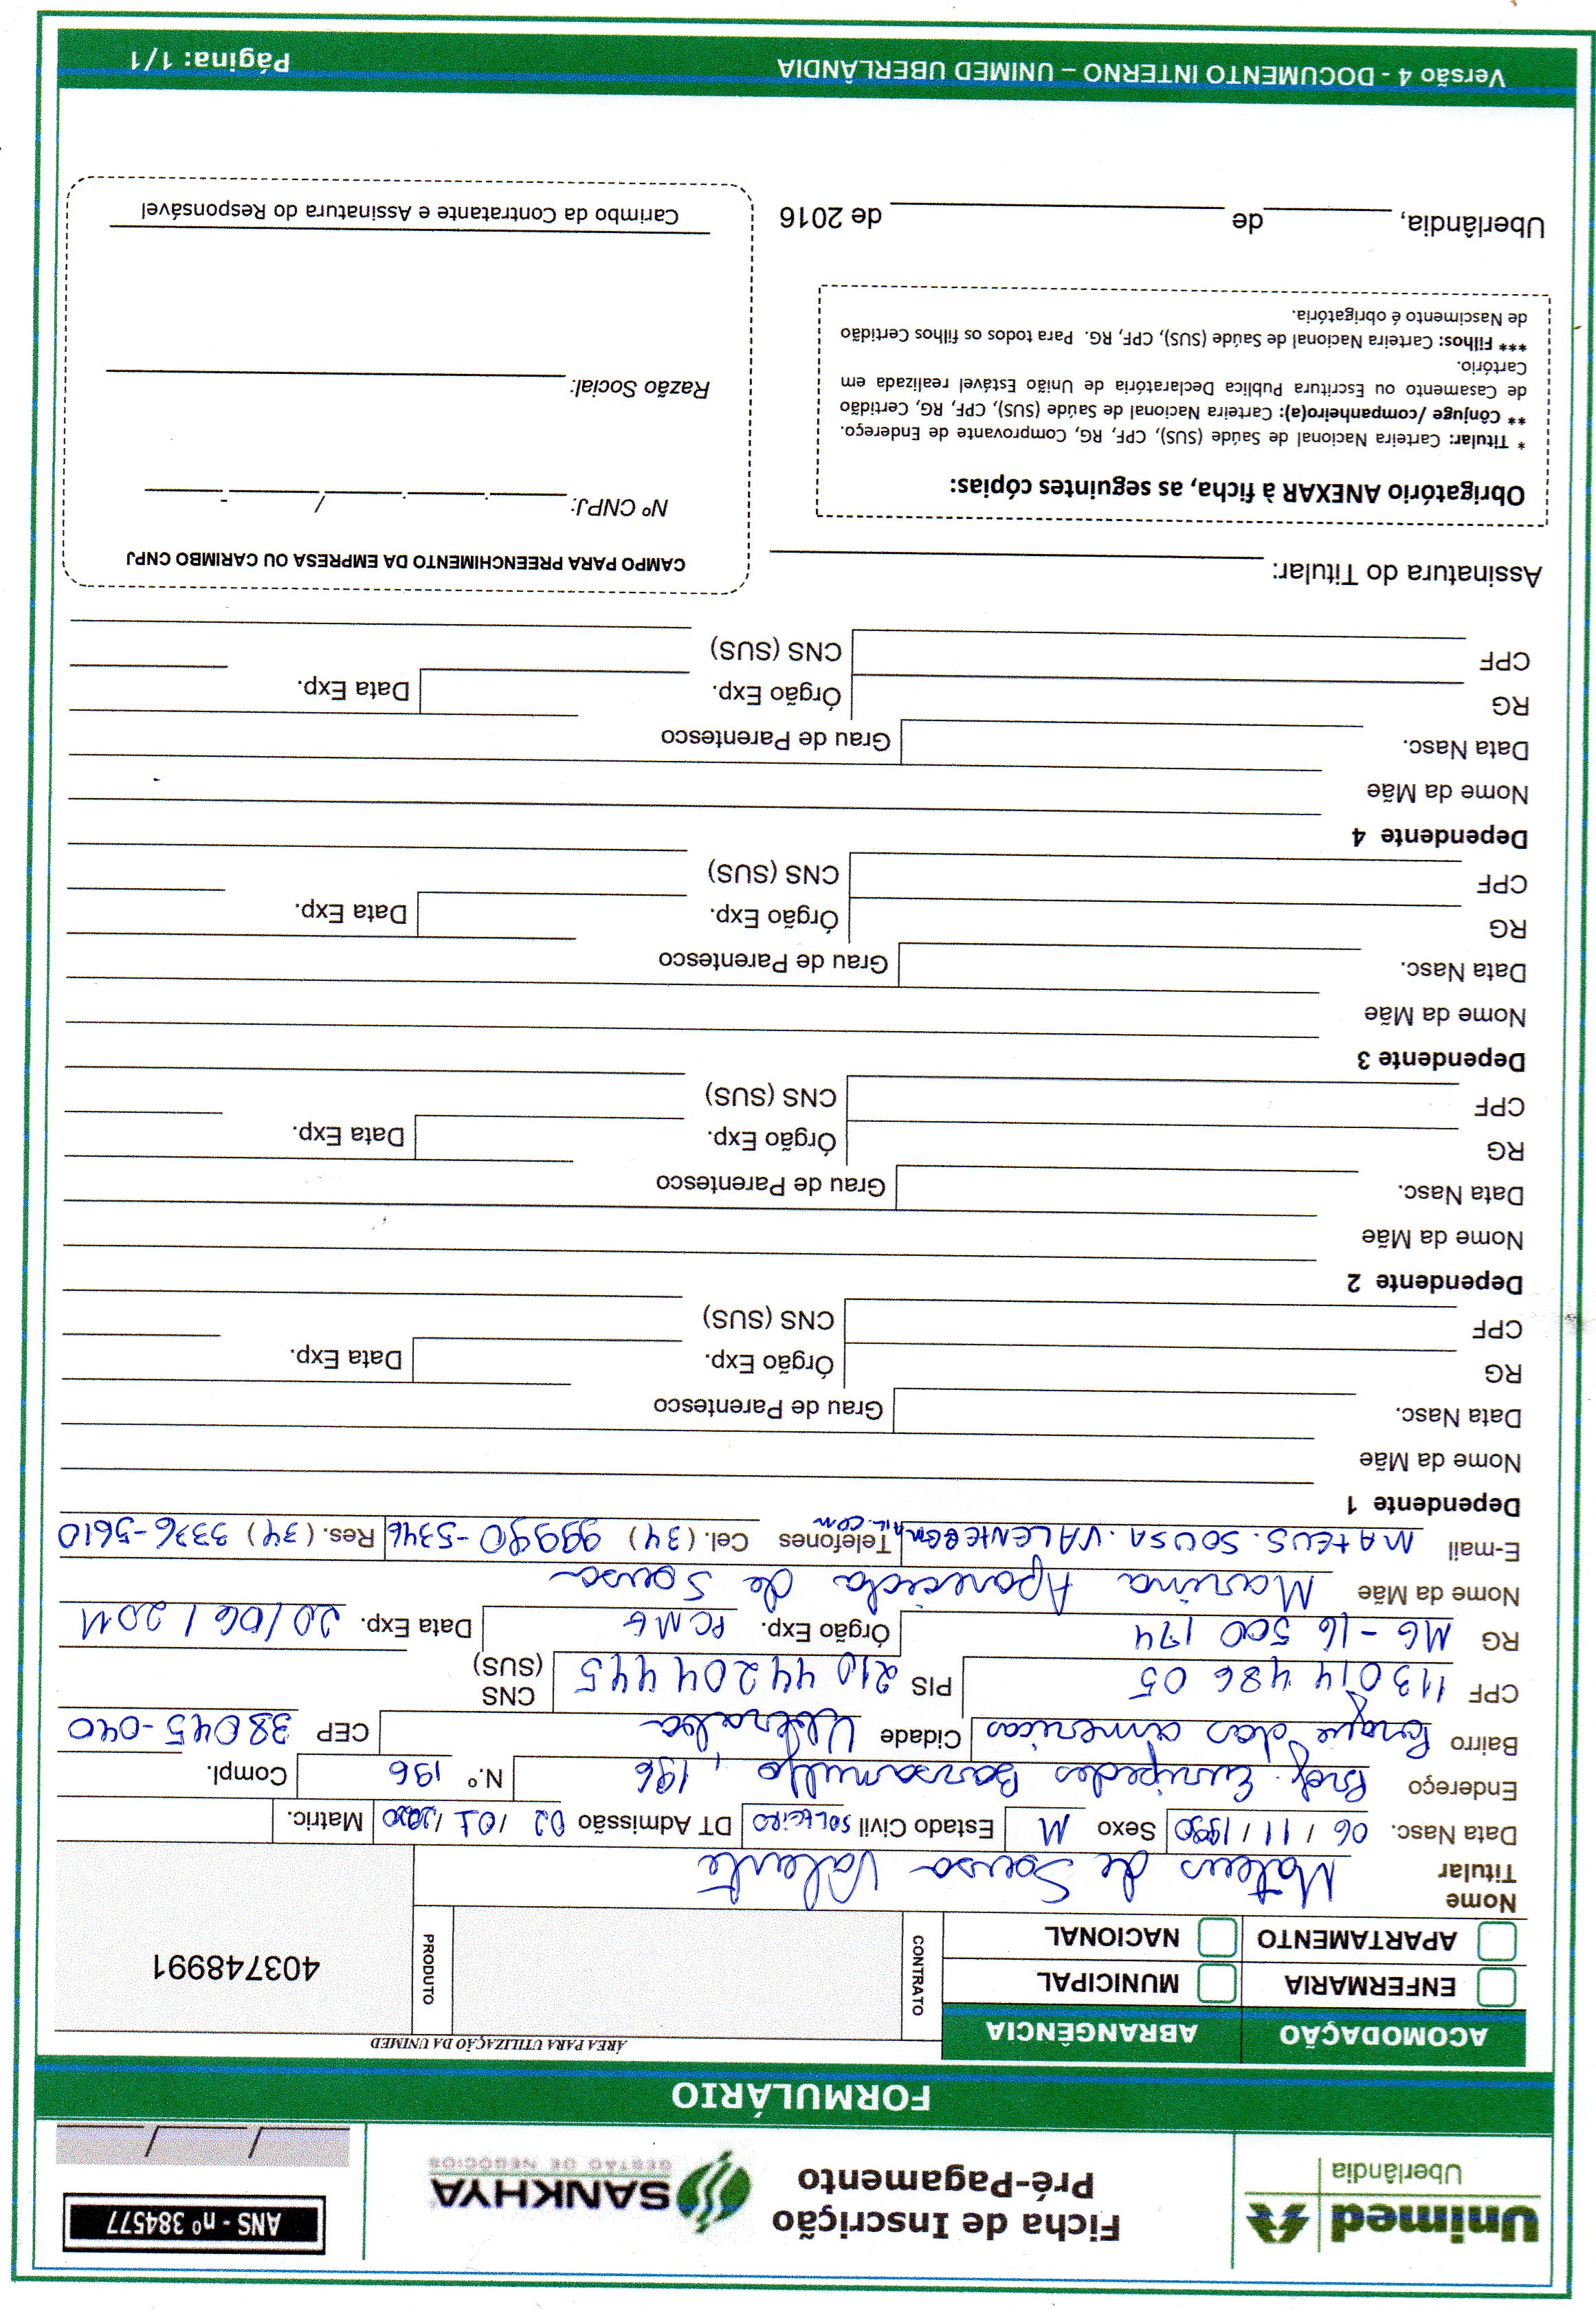 Unimed
Uberlândia
Ficha de Inscrição
Pré-Pagamento
SANKHYA
GESTÃO DE NEGÓCIOS
ANS - nº 384577
____/____/____
FORMULÁRIO
ACOMODAÇÃO ABRANGÊNCIA
ÁREA PARA UTILIZAÇÃO DA UNIMED
ENFERMARIA MUNICIPAL
APARTAMENTO NACIONAL
CONTRATO
PRODUTO
403748991
Nome
Titular Mateus de Sousa Valente
Data Nasc. 06 / 11 / 1990 Sexo M Estado Civil SOLTEIRO DT Admissão 02 /01 /2020 Matric.
Endereço Prof. Euripedes Barsanulfo , 196 N.º 196 Compl.
Bairro Parque das americas Cidade Uberaba CEP 38045-040
CPF 113 014 486 05 PIS 210 44204 445 CNS (SUS)
RG MG -16 500 174 Órgão Exp. PCMG Data Exp. 20/06/2011
Nome da Mãe Marina Aparecida de Sousa
E-mail MATEUS.SOUSA.VALENTE@GMAIL.COM Telefones Cel. (34) 99990-5346 Res. (34) 3336-5610
Dependente 1
Nome da Mãe
Data Nasc. Grau de Parentesco
RG Órgão Exp. Data Exp.
CPF CNS (SUS)
Dependente 2
Nome da Mãe
Data Nasc. Grau de Parentesco
RG Órgão Exp. Data Exp.
CPF CNS (SUS)
Dependente 3
Nome da Mãe
Data Nasc. Grau de Parentesco
RG Órgão Exp. Data Exp.
CPF CNS (SUS)
Dependente 4
Nome da Mãe
Data Nasc. Grau de Parentesco
RG Órgão Exp. Data Exp.
CPF CNS (SUS)
Assinatura do Titular:
Obrigatório ANEXAR à ficha, as seguintes cópias:
* Titular: Carteira Nacional de Saúde (SUS), CPF, RG, Comprovante de Endereço.
** Cônjuge /companheiro(a): Carteira Nacional de Saúde (SUS), CPF, RG, Certidão
de Casamento ou Escritura Publica Declaratória de União Estável realizada em
Cartório.
*** Filhos: Carteira Nacional de Saúde (SUS), CPF, RG. Para todos os filhos Certidão
de Nascimento é obrigatória.
Uberlândia, ________de ____________________ de 2016
CAMPO PARA PREENCHIMENTO DA EMPRESA OU CARIMBO CNPJ
Nº CNPJ: _____._____._____/_____-_____
Razão Social:
Carimbo da Contratante e Assinatura do Responsável
Versão 4 - DOCUMENTO INTERNO – UNIMED UBERLÂNDIA
Página: 1/1